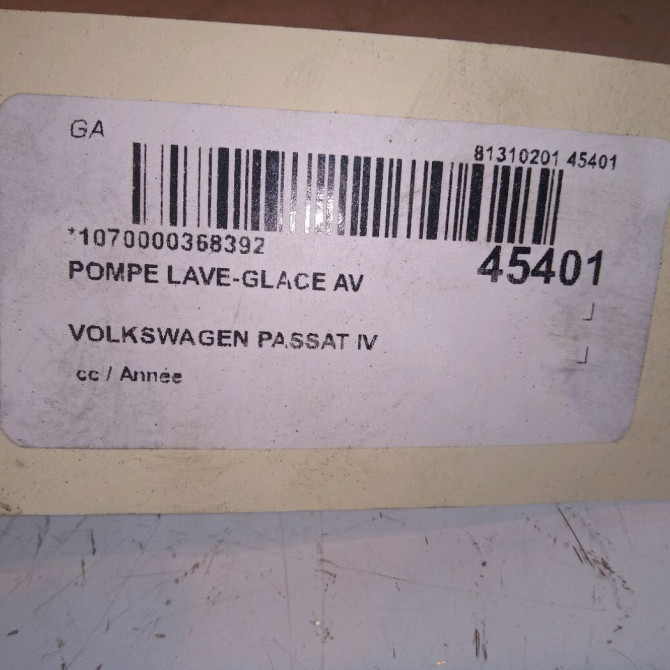 GA
81310201 45401
*1070000368392
45401
POMPE LAVE-GLACE AV
VOLKSWAGEN PASSAT IV
cc / Année